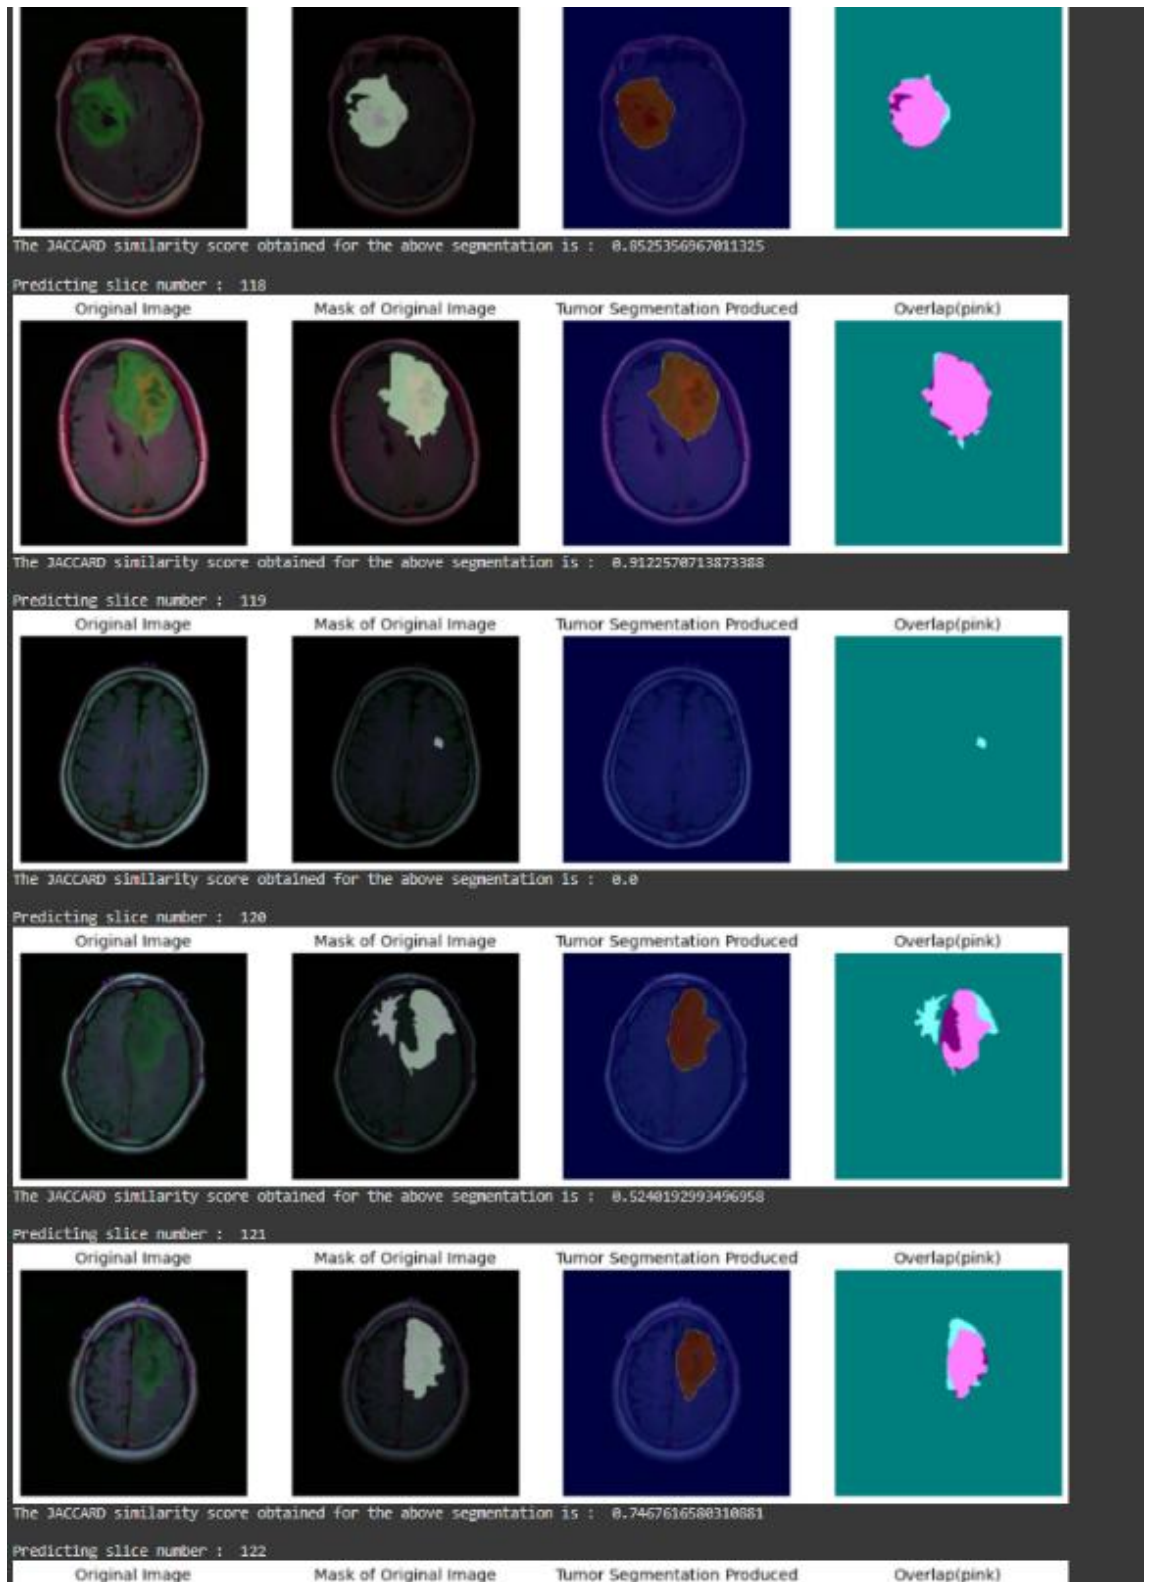 The JACCARD similarity score obtained for the above segmentation is :  0.8525356967011325
Predicting slice number :  118
Original Image Mask of Original Image Tumor Segmentation Produced Overlap(pink)
The JACCARD similarity score obtained for the above segmentation is :  0.9122570713873388
Predicting slice number :  119
Original Image Mask of Original Image Tumor Segmentation Produced Overlap(pink)
The JACCARD similarity score obtained for the above segmentation is :  0.0
Predicting slice number :  120
Original Image Mask of Original Image Tumor Segmentation Produced Overlap(pink)
The JACCARD similarity score obtained for the above segmentation is :  0.5240192993496958
Predicting slice number :  121
Original Image Mask of Original Image Tumor Segmentation Produced Overlap(pink)
The JACCARD similarity score obtained for the above segmentation is :  0.7467616580310881
Predicting slice number :  122
Original Image Mask of Original Image Tumor Segmentation Produced Overlap(pink)